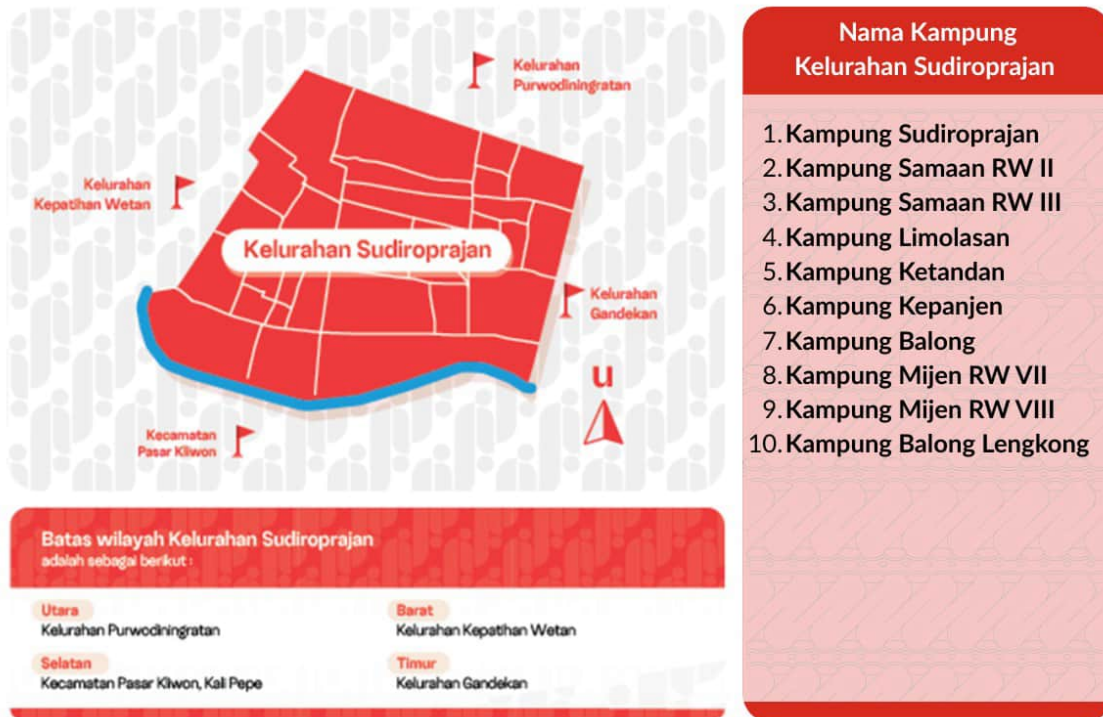 Kelurahan
Purwodiningratan
Kelurahan
Kepatihan Wetan
Kelurahan Sudiroprajan
Kelurahan
Gandekan
u
Kecamatan
Pasar Kliwon
Batas wilayah Kelurahan Sudiroprajan
adalah sebagai berikut :
Utara
Kelurahan Purwodiningratan
Barat
Kelurahan Kepatihan Wetan
Selatan
Kecamatan Pasar Kliwon, Kali Pepe
Timur
Kelurahan Gandekan
Nama Kampung
Kelurahan Sudiroprajan
1. Kampung Sudiroprajan
2. Kampung Samaan RW II
3. Kampung Samaan RW III
4. Kampung Limolasan
5. Kampung Ketandan
6. Kampung Kepanjen
7. Kampung Balong
8. Kampung Mijen RW VII
9. Kampung Mijen RW VIII
10. Kampung Balong Lengkong